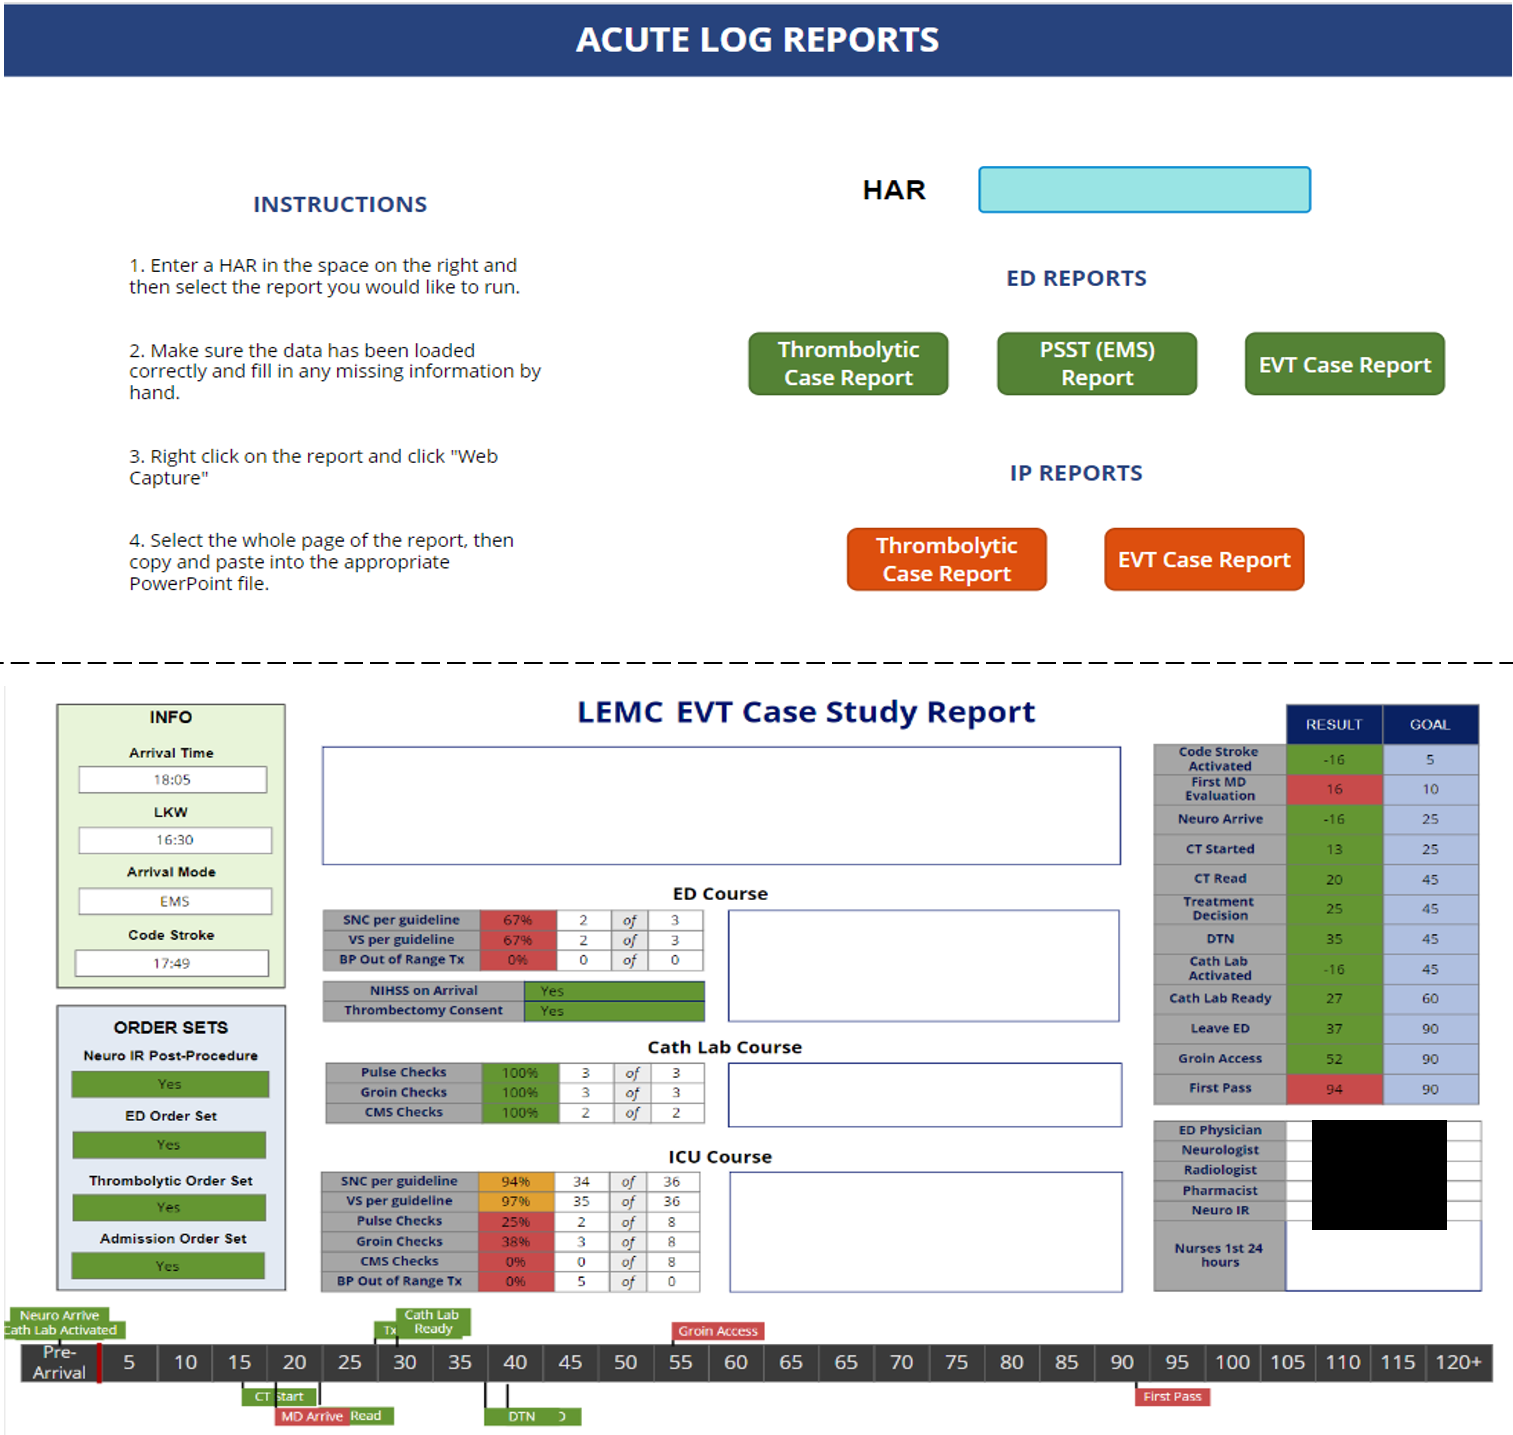 ACUTE LOG REPORTS
INSTRUCTIONS
1. Enter a HAR in the space on the right and
then select the report you would like to run.
2. Make sure the data has been loaded
correctly and fill in any missing information by
hand.
3. Right click on the report and click "Web
Capture"
4. Select the whole page of the report, then
copy and paste into the appropriate
PowerPoint file.
HAR
ED REPORTS
Thrombolytic
Case Report
PSST (EMS)
Report
EVT Case Report
IP REPORTS
Thrombolytic
Case Report
EVT Case Report
LEMC EVT Case Study Report
INFO
Arrival Time
18:05
LKW
16:30
Arrival Mode
EMS
Code Stroke
17:49
ORDER SETS
Neuro IR Post-Procedure
Yes
ED Order Set
Yes
Thrombolytic Order Set
Yes
Admission Order Set
Yes
ED Course
SNC per guideline 67% 2 of 3
VS per guideline 67% 2 of 3
BP Out of Range Tx 0% 0 of 0
NIHSS on Arrival Yes
Thrombectomy Consent Yes
Cath Lab Course
Pulse Checks 100% 3 of 3
Groin Checks 100% 3 of 3
CMS Checks 100% 2 of 2
ICU Course
SNC per guideline 94% 34 of 36
VS per guideline 97% 35 of 36
Pulse Checks 25% 2 of 8
Groin Checks 38% 3 of 8
CMS Checks 0% 0 of 8
BP Out of Range Tx 0% 5 of 0
RESULT GOAL
Code Stroke
Activated -16 5
First MD
Evaluation 16 10
Neuro Arrive -16 25
CT Started 13 25
CT Read 20 45
Treatment
Decision 25 45
DTN 35 45
Cath Lab
Activated -16 45
Cath Lab Ready 27 60
Leave ED 37 90
Groin Access 52 90
First Pass 94 90
ED Physician
Neurologist
Radiologist
Pharmacist
Neuro IR
Nurses 1st 24
hours
Neuro Arrive
Cath Lab Activated
Tx
Cath Lab
Ready
Groin Access
Pre-
Arrival 5 10 15 20 25 30 35 40 45 50 55 60 65 65 70 75 80 85 90 95 100 105 110 115 120+
CT Start
MD Arrive Read
DTN
First Pass